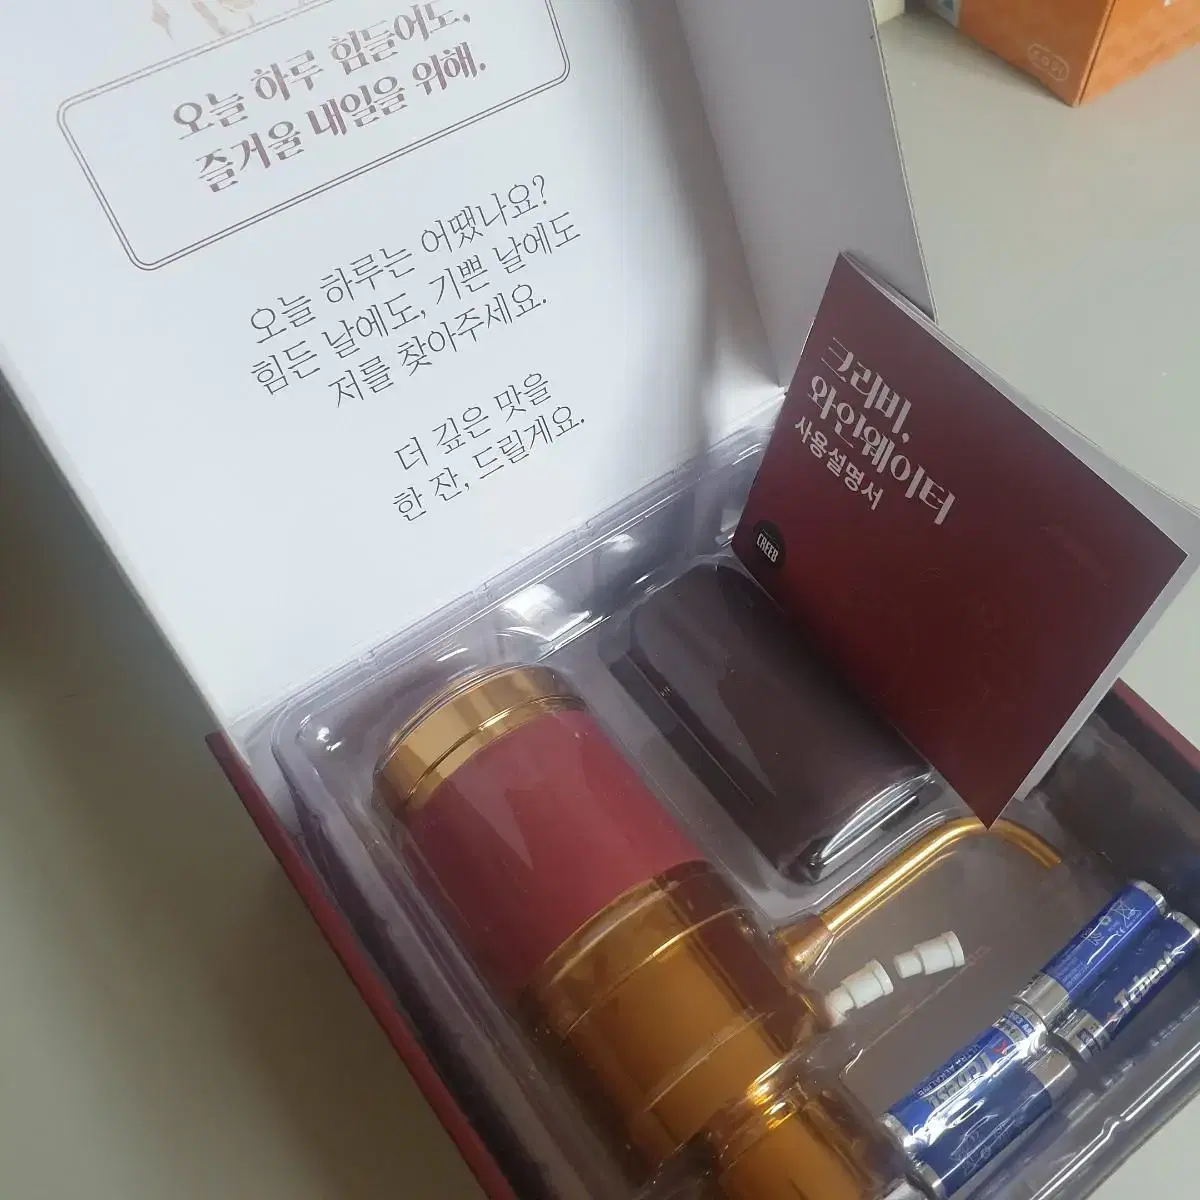 오늘 하루 힘들어도,
즐거울 내일을 위해.
오늘 하루는 어땠나요?
힘든 날에도, 기쁜 날에도
저를 찾아주세요.
더 깊은 맛을
한 잔, 드릴게요.
크리비,
와인웨이터
사용설명서
CREEB